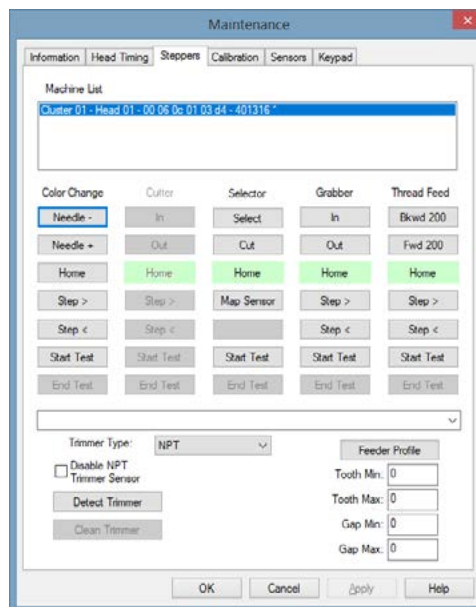 Maintenance
Information Head Timing Steppers Calibration Sensors Keypad
Machine List
Cluster 01 - Head 01 - 00 06 0c 01 03 d4 - 401316 *
Color Change Cutter Selector Grabber Thread Feed
Needle - In Select In Bkwd 200
Needle + Out Cut Out Fwd 200
Home Home Home Home Home
Step > Step > Map Sensor Step > Step >
Step < Step < Step < Step <
Start Test Start Test Start Test Start Test Start Test
End Test End Test End Test End Test End Test
Trimmer Type: NPT Feeder Profile
Disable NPT
Trimmer Sensor
Tooth Min: 0
Detect Trimmer Tooth Max: 0
Clean Trimmer Gap Min: 0
Gap Max: 0
OK Cancel Apply Help